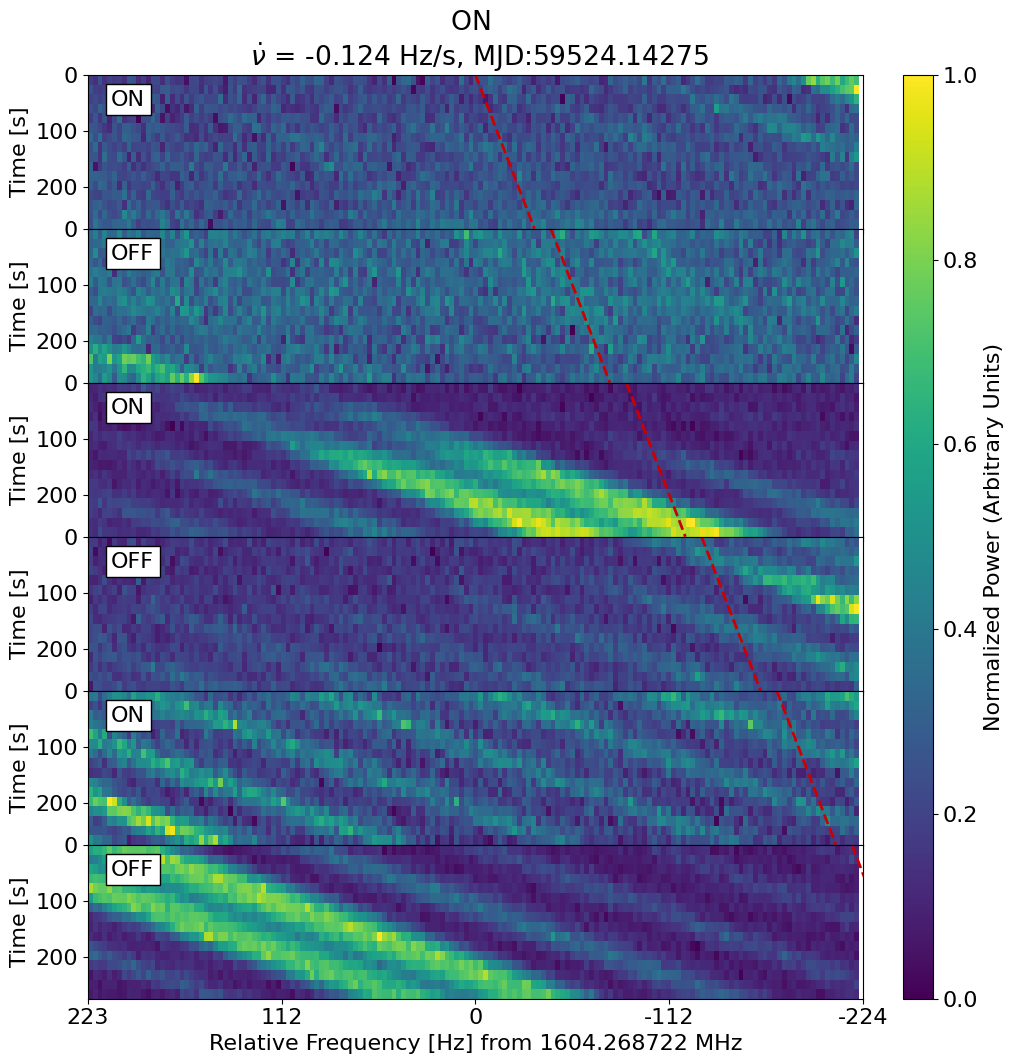 ON
ν̇ = -0.124 Hz/s, MJD:59524.14275
0
ON
100
200
Time [s]
0
OFF
100
200
Time [s]
0
ON
100
200
Time [s]
0
OFF
100
200
Time [s]
0
ON
100
200
Time [s]
0
OFF
100
200
Time [s]
223 112 0 -112 -224
Relative Frequency [Hz] from 1604.268722 MHz
1.0
0.8
0.6
0.4
0.2
0.0
Normalized Power (Arbitrary Units)